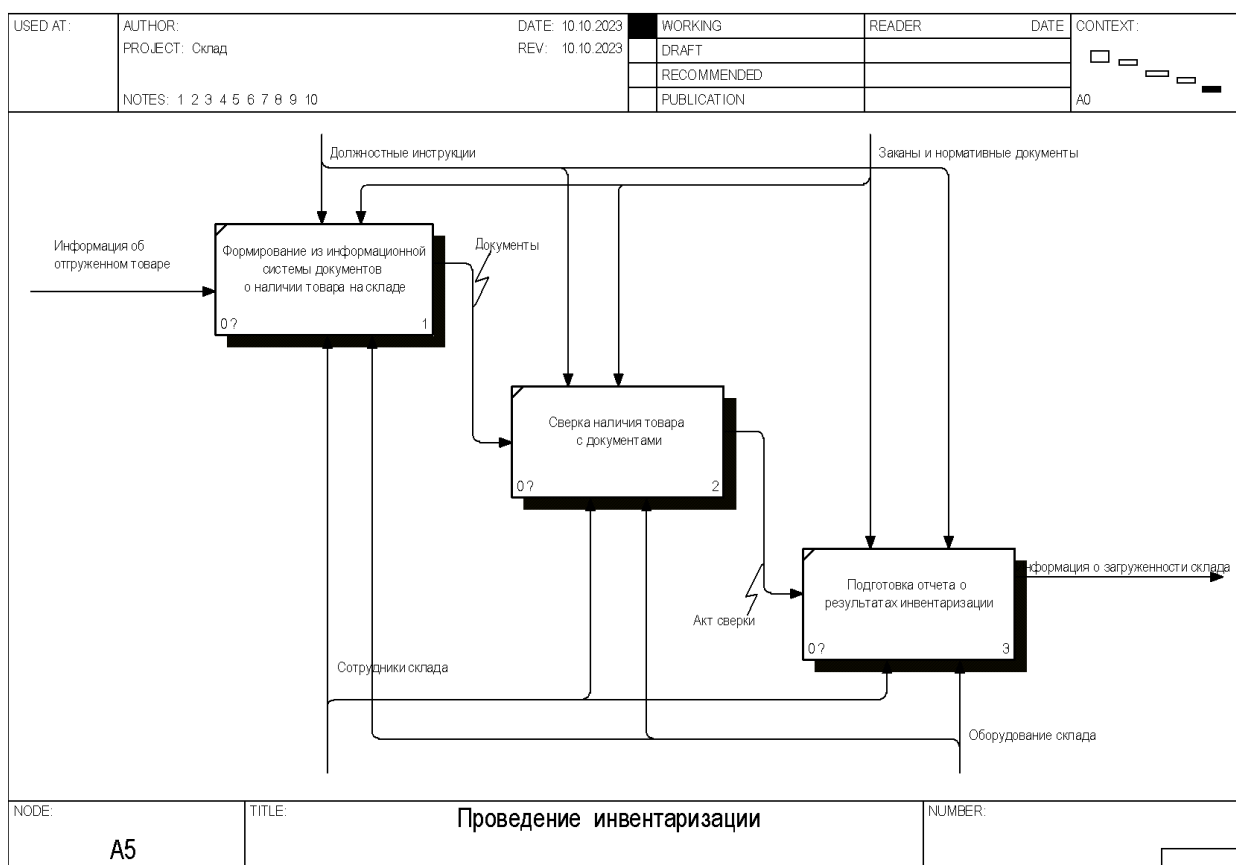 USED AT:
AUTHOR:
DATE: 10.10.2023
PROJECT: Склад
REV: 10.10.2023
NOTES: 1 2 3 4 5 6 7 8 9 10
WORKING
DRAFT
RECOMMENDED
PUBLICATION
READER
DATE
CONTEXT:
A0
Должностные инструкции
Заканы и нормативные документы
Информация об
отгруженном товаре
Формирование из информационной
системы документов
о наличии товара на складе
0 ?
1
Документы
Сверка наличия товара
с документами
0 ?
2
Акт сверки
Подготовка отчета о
результатах инвентаризации
0 ?
3
нформация о загруженности склада
Сотрудники склада
Оборудование склада
NODE:
A5
TITLE:
Проведение инвентаризации
NUMBER: